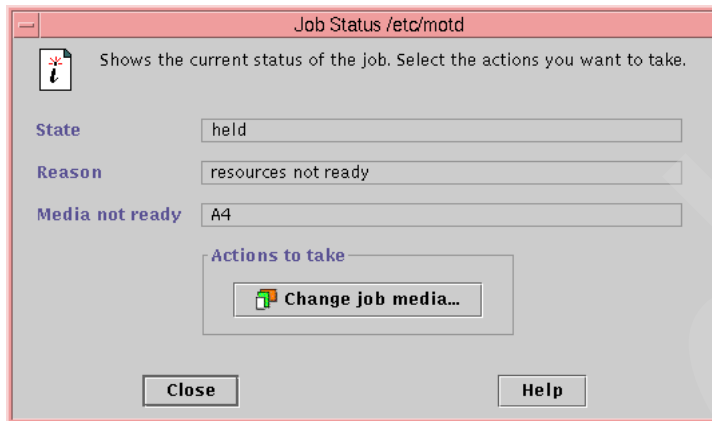 Job Status /etc/motd
Shows the current status of the job. Select the actions you want to take.
State held
Reason resources not ready
Media not ready A4
Actions to take
Change job media...
Close Help